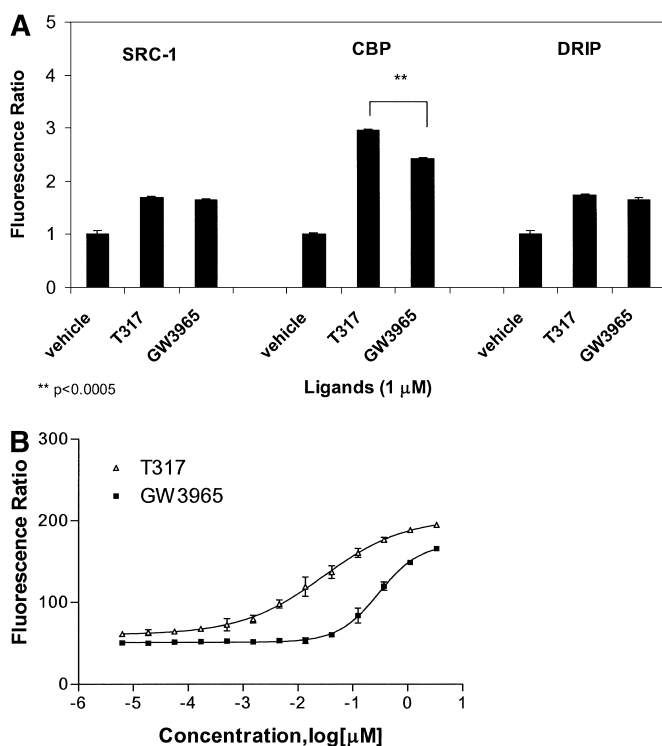 A
SRC-1 CBP DRIP
**
Fluorescence Ratio
5
4
3
2
1
0
vehicle T317 GW3965 vehicle T317 GW3965 vehicle T317 GW3965
** p<0.0005 Ligands (1 μM)
B
Fluorescence Ratio
300
200
100
0
T317
GW3965
-6 -5 -4 -3 -2 -1 0 1
Concentration,log[μM]